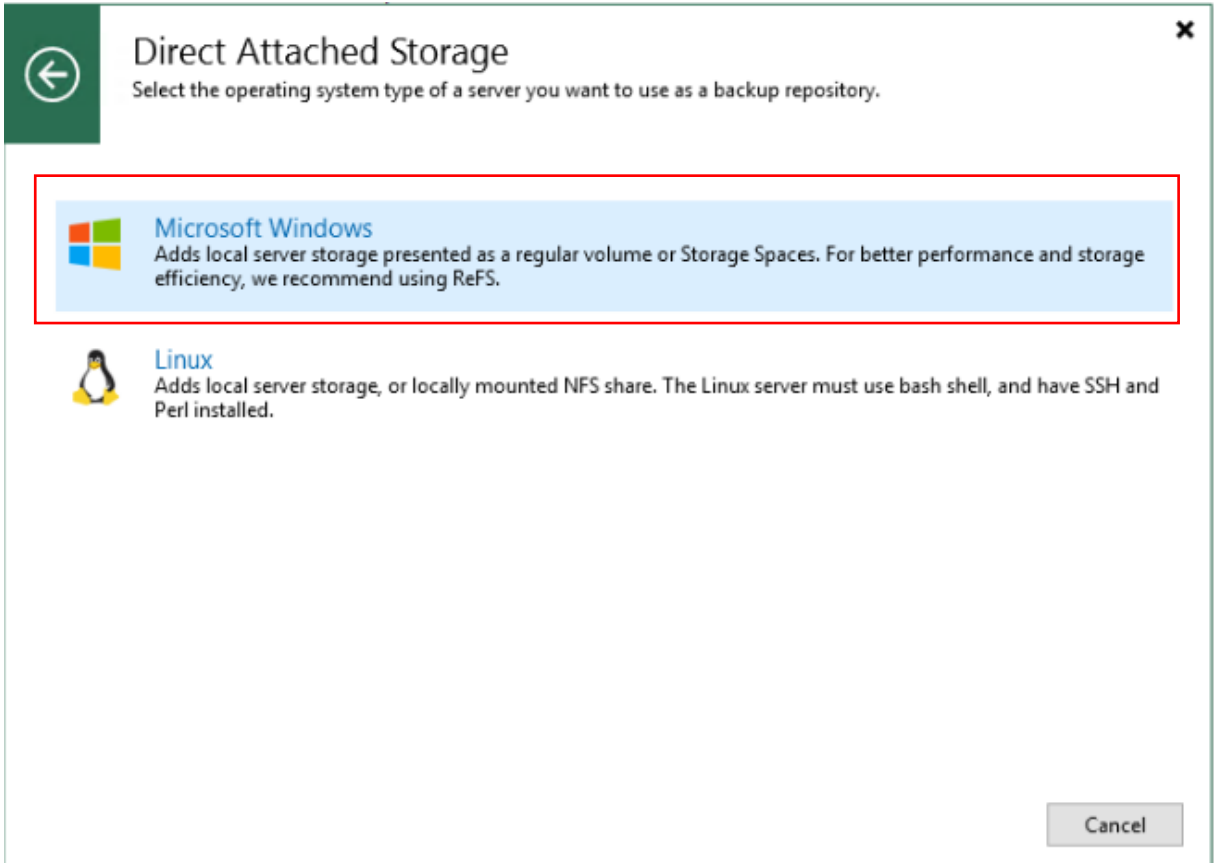 Direct Attached Storage
Select the operating system type of a server you want to use as a backup repository.
Microsoft Windows
Adds local server storage presented as a regular volume or Storage Spaces. For better performance and storage
efficiency, we recommend using ReFS.
Linux
Adds local server storage, or locally mounted NFS share. The Linux server must use bash shell, and have SSH and
Perl installed.
Cancel